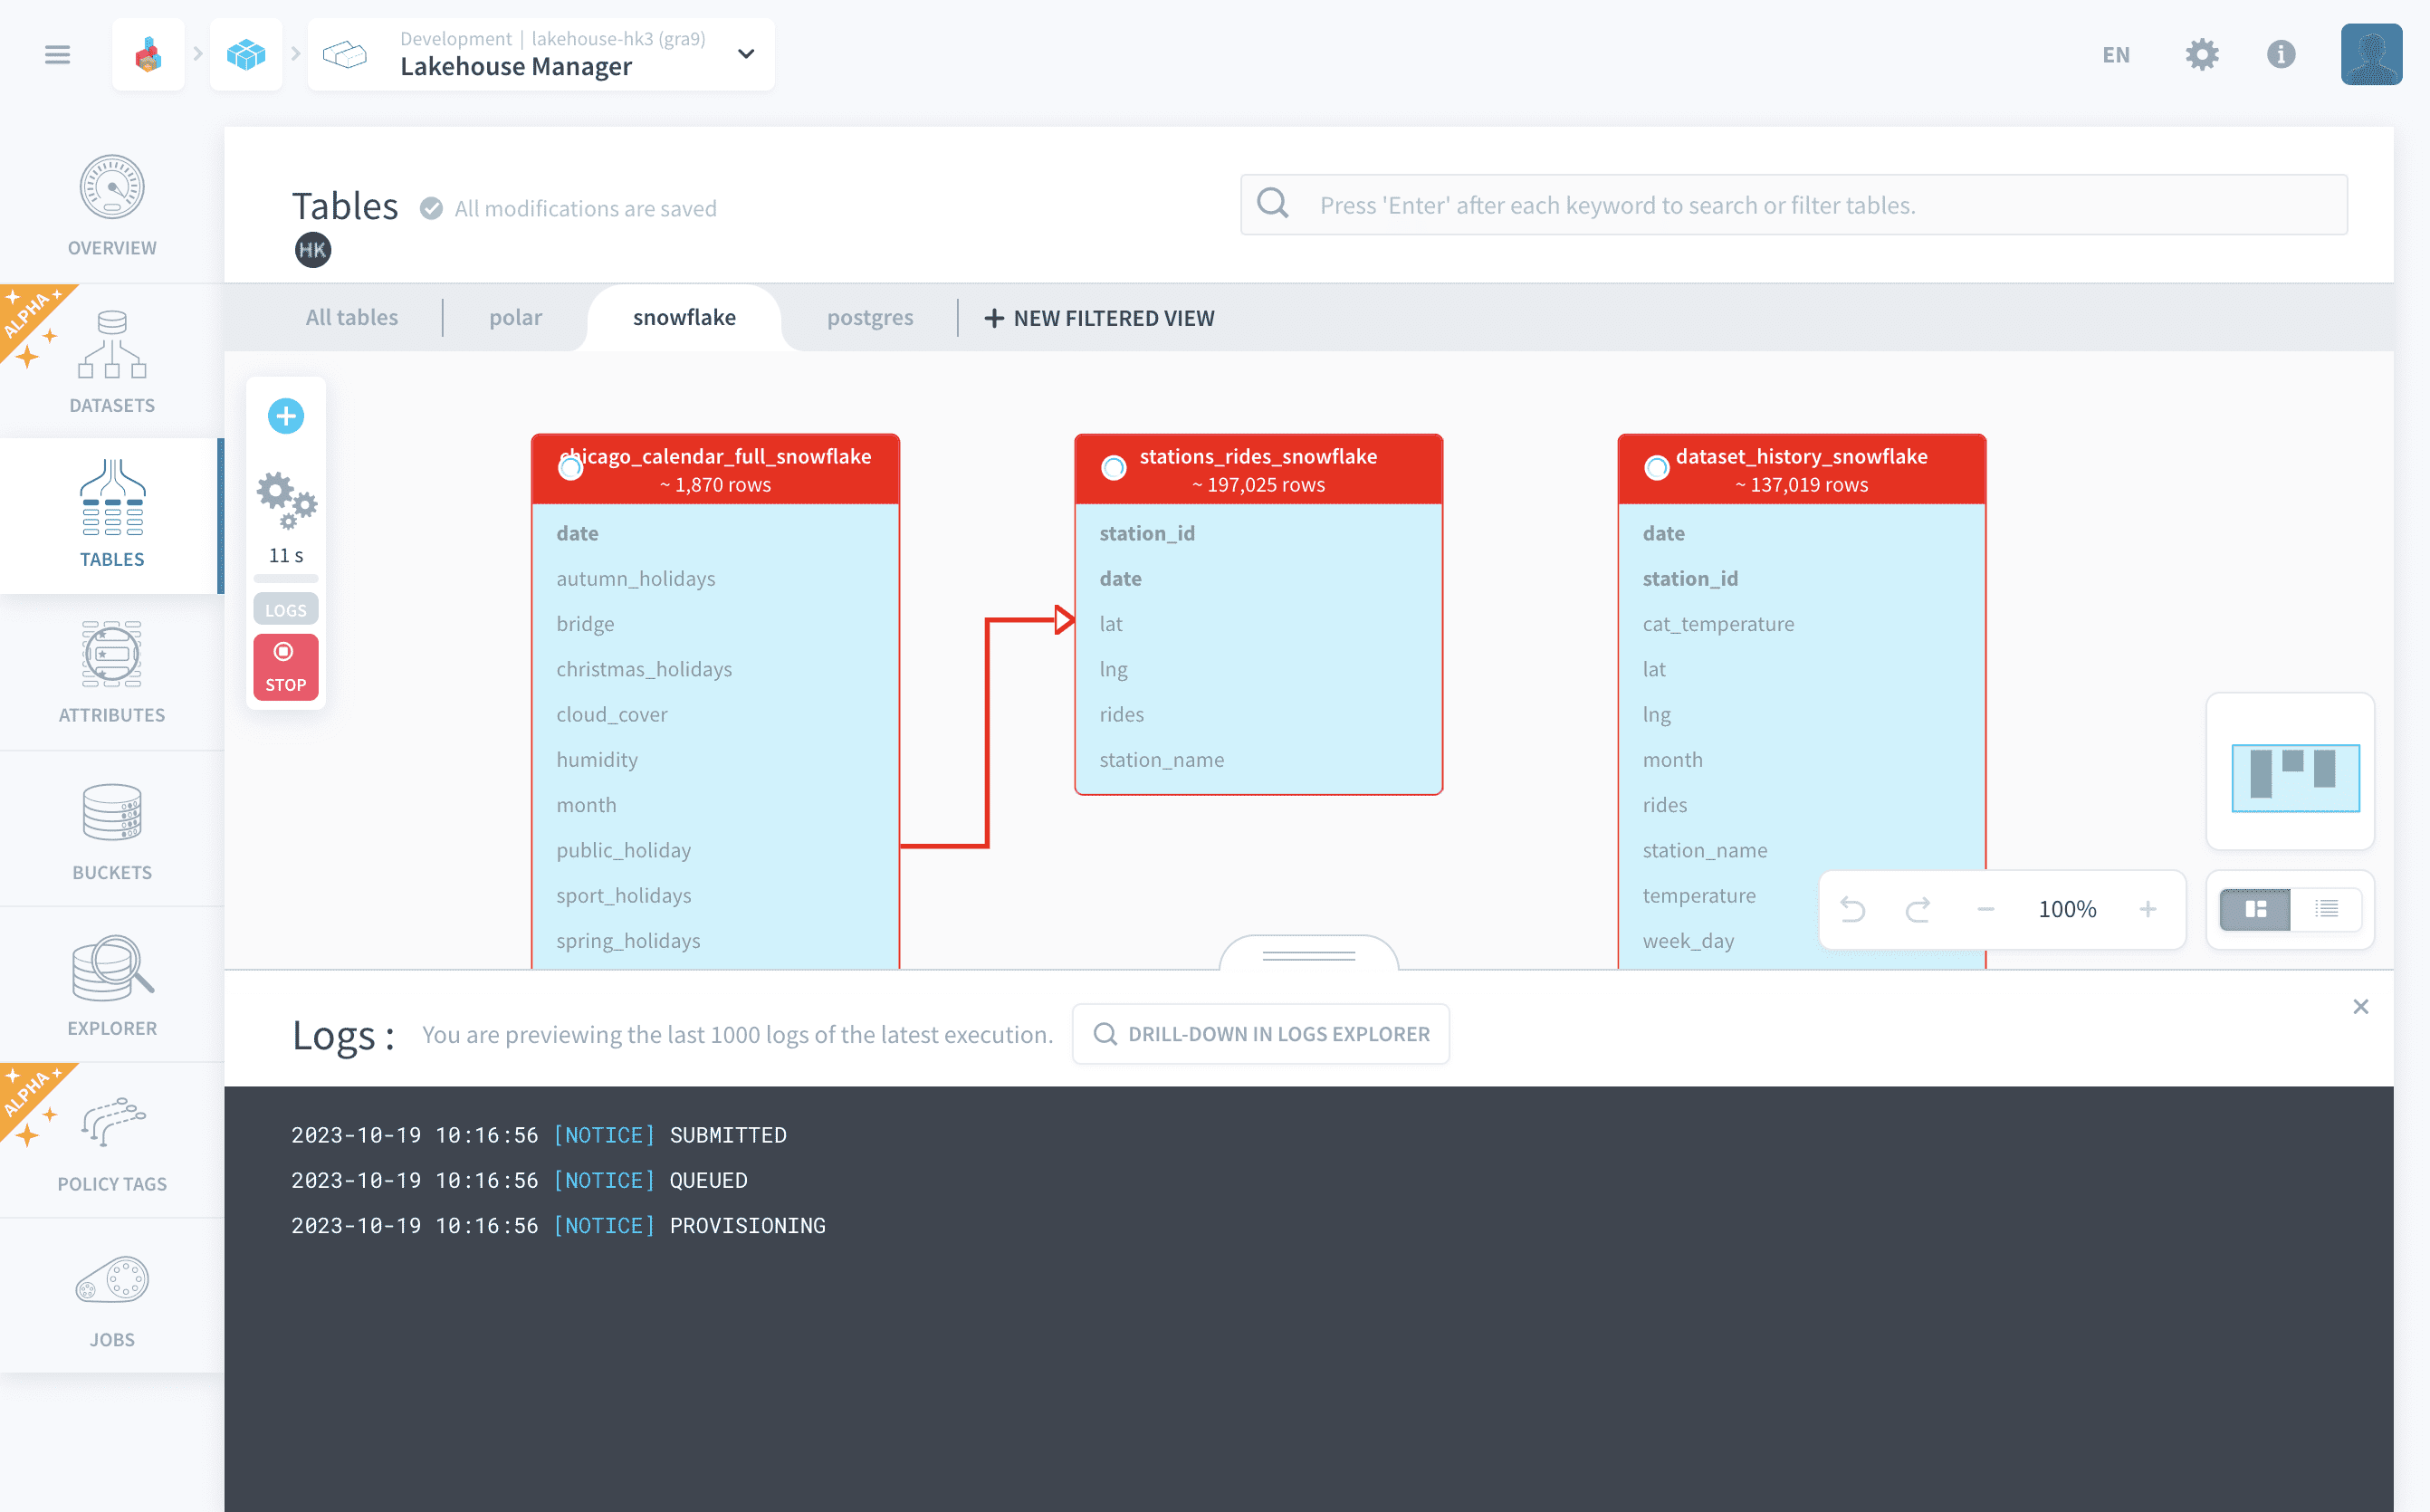 Development | lakehouse-hk3 (gra9)
Lakehouse Manager
EN
OVERVIEW
ALPHA
DATASETS
TABLES
ATTRIBUTES
BUCKETS
EXPLORER
ALPHA
POLICY TAGS
JOBS
Tables
All modifications are saved
HK
Press 'Enter' after each keyword to search or filter tables.
All tables
polar
snowflake
postgres
+ NEW FILTERED VIEW
11 s
LOGS
STOP
chicago_calendar_full_snowflake
~ 1,870 rows
date
autumn_holidays
bridge
christmas_holidays
cloud_cover
humidity
month
public_holiday
sport_holidays
spring_holidays
stations_rides_snowflake
~ 197,025 rows
station_id
date
lat
lng
rides
station_name
dataset_history_snowflake
~ 137,019 rows
date
station_id
cat_temperature
lat
lng
month
rides
station_name
temperature
week_day
100%
Logs :
You are previewing the last 1000 logs of the latest execution.
DRILL-DOWN IN LOGS EXPLORER
2023-10-19 10:16:56 [NOTICE] SUBMITTED
2023-10-19 10:16:56 [NOTICE] QUEUED
2023-10-19 10:16:56 [NOTICE] PROVISIONING